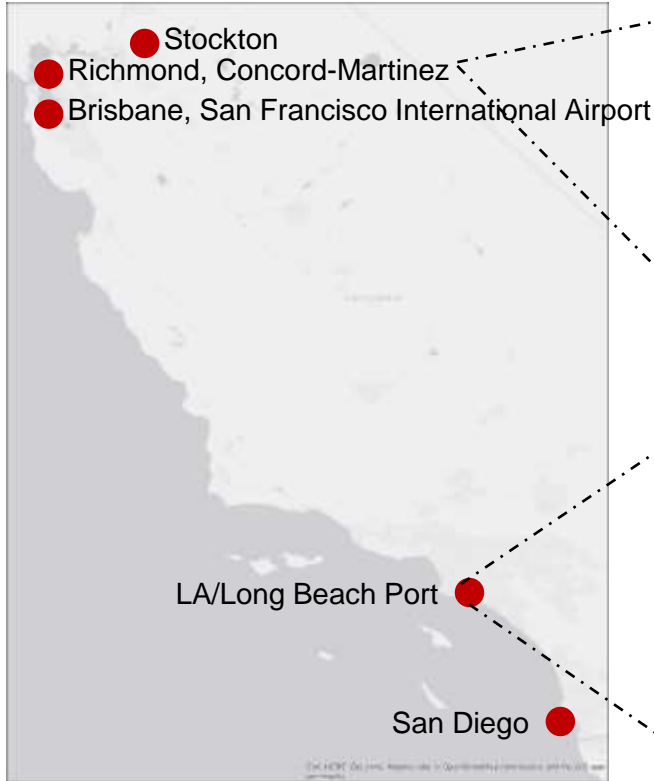 Stockton
Richmond, Concord-Martinez
Brisbane, San Francisco International Airport
LA/Long Beach Port
San Diego